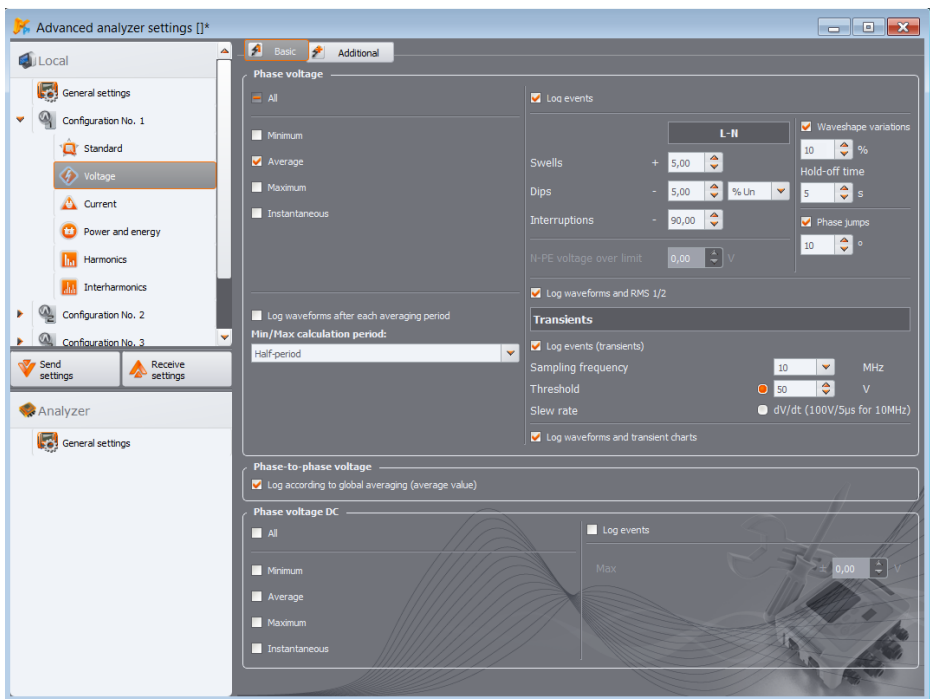 Advanced analyzer settings []*
Local
General settings
Configuration No. 1
Standard
Voltage
Current
Power and energy
Harmonics
Interharmonics
Configuration No. 2
Configuration No. 3
Send settings
Receive settings
Analyzer
General settings
Basic Additional
Phase voltage
All
Minimum
Average
Maximum
Instantaneous
Log waveforms after each averaging period
Min/Max calculation period:
Half-period
Log events
L-N
Swells + 5,00
Dips - 5,00 % Un
Interruptions - 90,00
N-PE voltage over limit 0,00 V
Waveshape variations
10 %
Hold-off time
5 s
Phase jumps
10 °
Log waveforms and RMS 1/2
Transients
Log events (transients)
Sampling frequency 10 MHz
Threshold 50 V
Slew rate dV/dt (100V/5µs for 10MHz)
Log waveforms and transient charts
Phase-to-phase voltage
Log according to global averaging (average value)
Phase voltage DC
All
Minimum
Average
Maximum
Instantaneous
Log events
Max ± 0,00 V